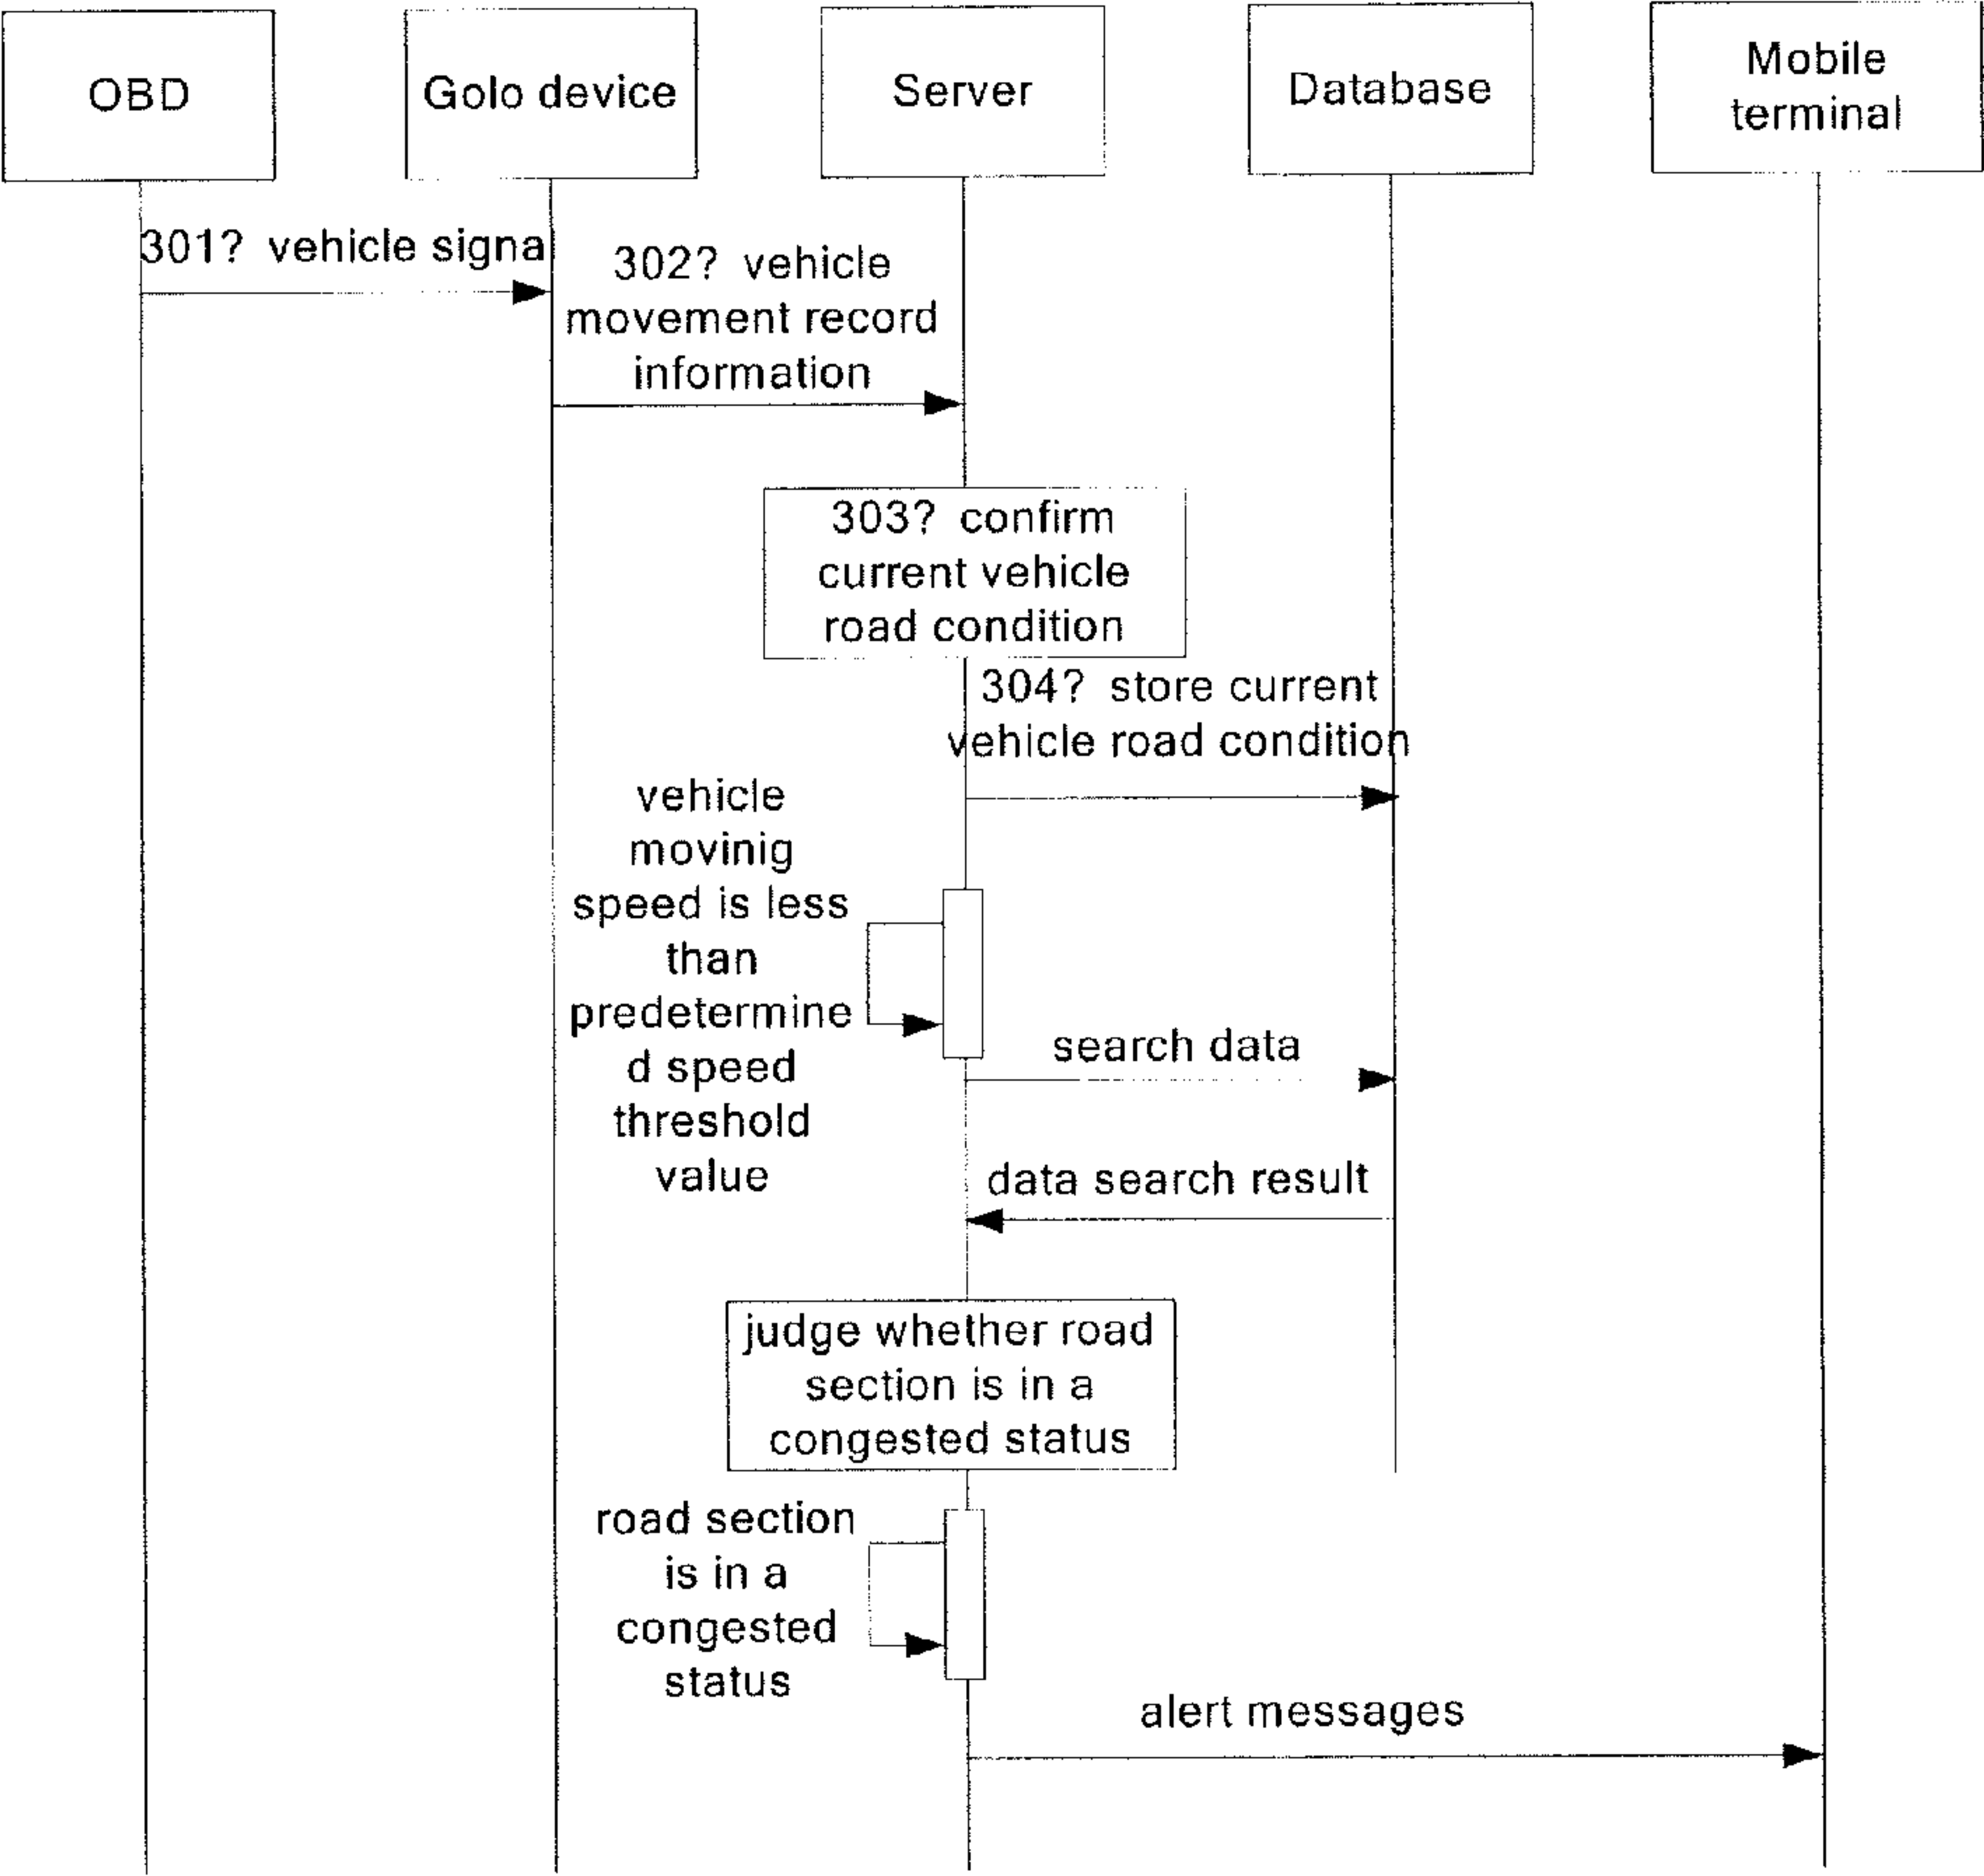 OBD
Golo device
Server
Database
Mobile
terminal
301? vehicle signal
302? vehicle
movement record
information
303? confirm
current vehicle
road condition
304? store current
vehicle road condition
vehicle
movinig
speed is less
than
predetermine
d speed
threshold
value
search data
data search result
judge whether road
section is in a
congested status
road section
is in a
congested
status
alert messages